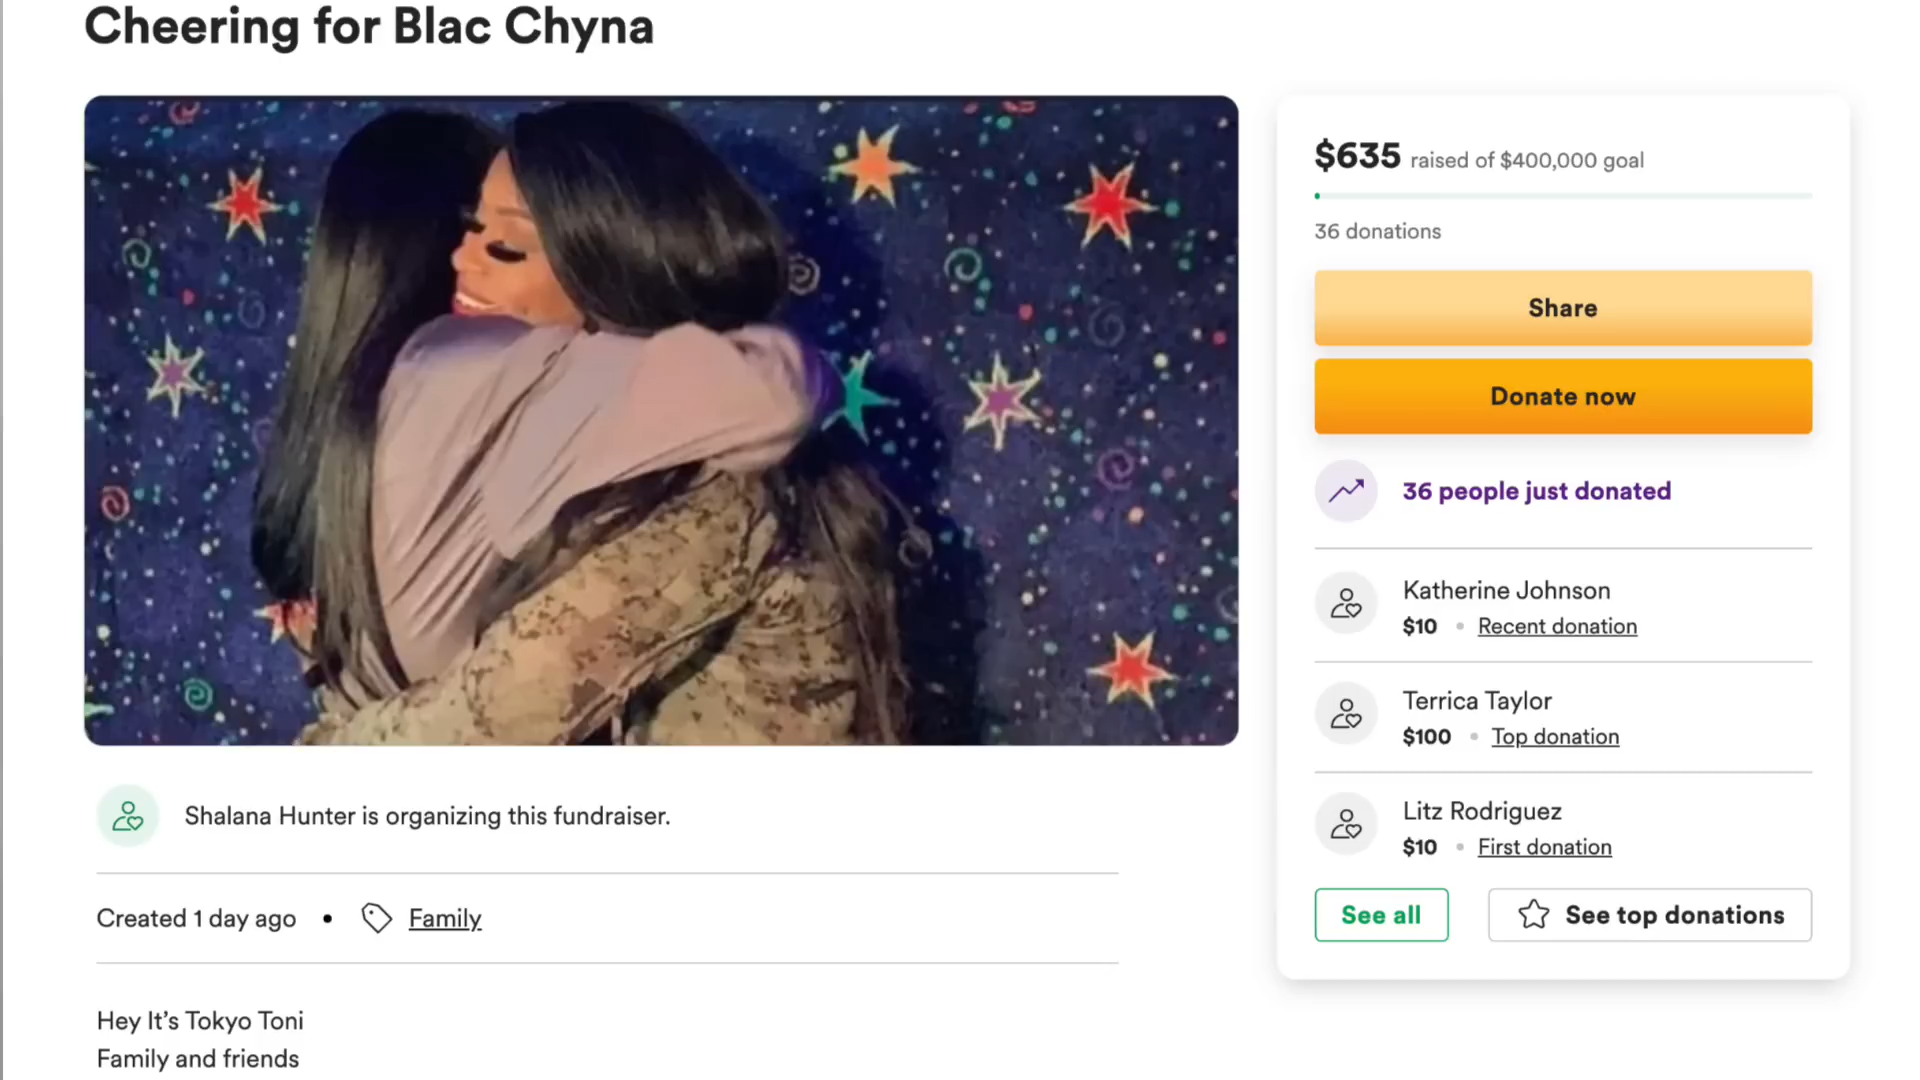 Cheering for Blac Chyna
$635 raised of $400,000 goal
36 donations
Share
Donate now
36 people just donated
Katherine Johnson
$10 • Recent donation
Terrica Taylor
$100 • Top donation
Litz Rodriguez
$10 • First donation
See all
See top donations
Shalana Hunter is organizing this fundraiser.
Created 1 day ago • Family
Hey It's Tokyo Toni
Family and friends